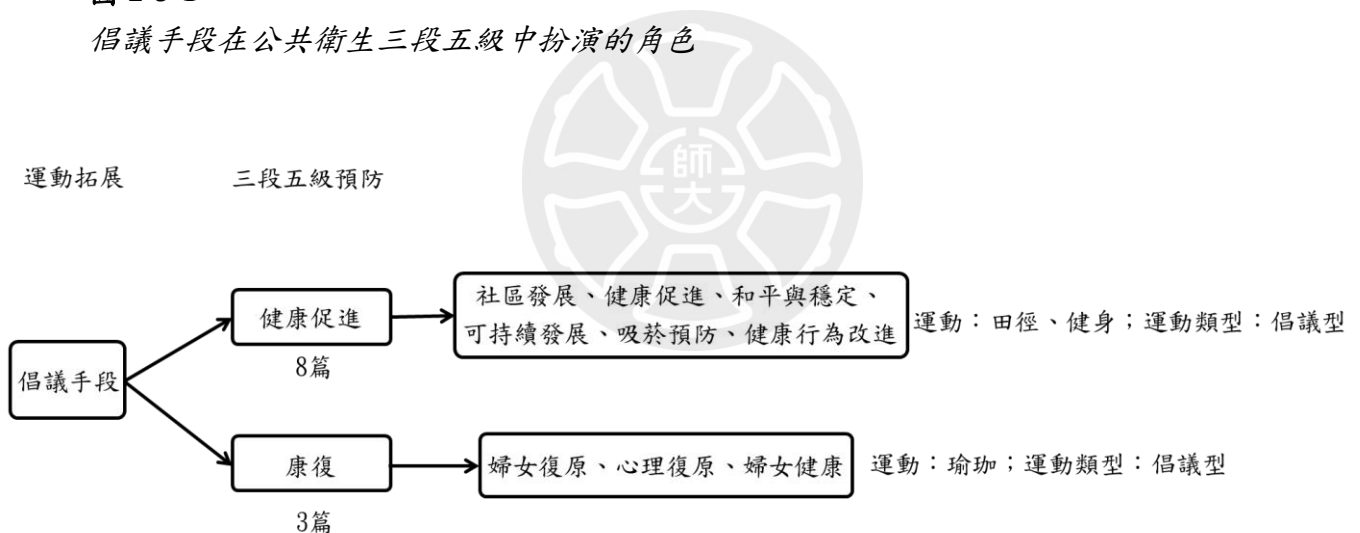 倡議手段在公共衛生三段五級中扮演的角色
師大
運動拓展 三段五級預防
倡議手段
健康促進
8篇
社區發展、健康促進、和平與穩定、
可持續發展、吸菸預防、健康行為改進
運動：田徑、健身；運動類型：倡議型
康復
3篇
婦女復原、心理復原、婦女健康
運動：瑜珈；運動類型：倡議型